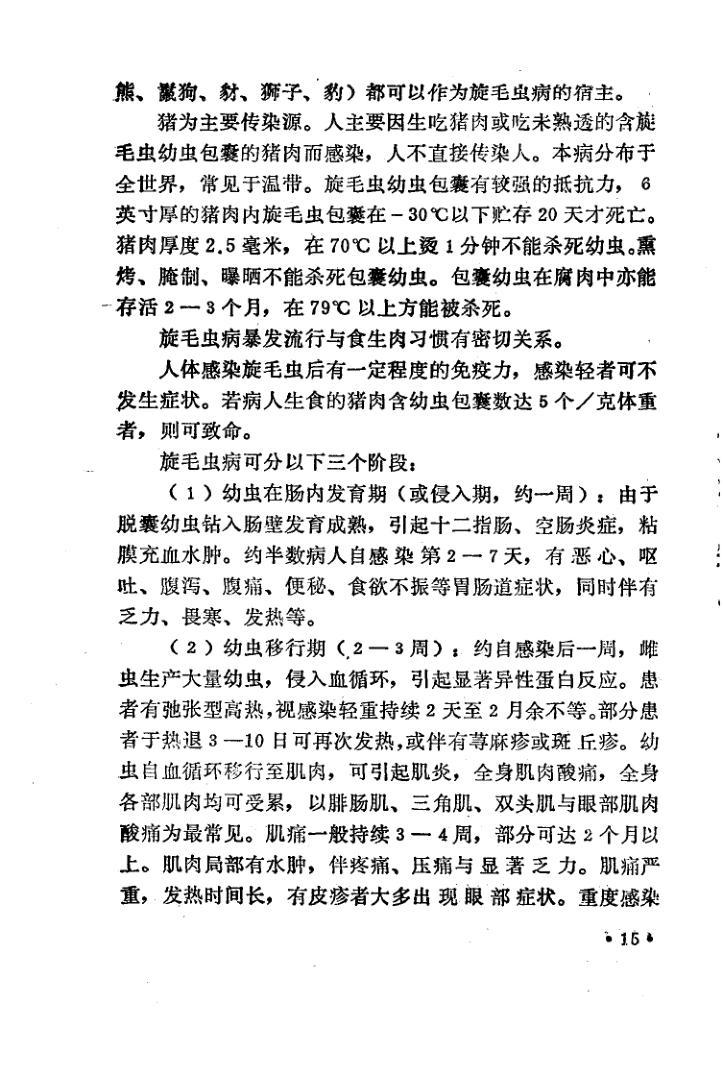 熊、鬣狗、豺、狮子、豹）都可以作为旋毛虫病的宿主。
猪为主要传染源。人主要因生吃猪肉或吃未熟透的含旋
毛虫幼虫包囊的猪肉而感染，人不直接传染人。本病分布于
全世界，常见于温带。旋毛虫幼虫包囊有较强的抵抗力，6
英寸厚的猪肉内旋毛虫包囊在－30℃以下贮存 20 天才死亡。
猪肉厚度 2.5 毫米，在 70℃ 以上烫 1 分钟不能杀死幼虫。熏
烤、腌制、曝晒不能杀死包囊幼虫。包囊幼虫在腐肉中亦能
存活 2 — 3 个月，在 79℃ 以上方能被杀死。
旋毛虫病暴发流行与食生肉习惯有密切关系。
人体感染旋毛虫后有一定程度的免疫力，感染轻者可不
发生症状。若病人生食的猪肉含幼虫包囊数达 5 个／克体重
者，则可致命。
旋毛虫病可分以下三个阶段：
（1）幼虫在肠内发育期（或侵入期，约一周）：由于
脱囊幼虫钻入肠壁发育成熟，引起十二指肠、空肠炎症，粘
膜充血水肿。约半数病人自感染第 2 — 7 天，有恶心、呕
吐、腹泻、腹痛、便秘、食欲不振等胃肠道症状，同时伴有
乏力、畏寒、发热等。
（2）幼虫移行期（2 — 3 周）：约自感染后一周，雌
虫生产大量幼虫，侵入血循环，引起显著异性蛋白反应。患
者有弛张型高热，视感染轻重持续 2 天至 2 月余不等。部分患
者于热退 3 —10 日可再次发热，或伴有荨麻疹或斑丘疹。幼
虫自血循环移行至肌肉，可引起肌炎，全身肌肉酸痛，全身
各部肌肉均可受累，以腓肠肌、三角肌、双头肌与眼部肌肉
酸痛为最常见。肌痛一般持续 3 — 4 周，部分可达 2 个月以
上。肌肉局部有水肿，伴疼痛、压痛与显著乏力。肌痛严
重，发热时间长，有皮疹者大多出现眼部症状。重度感染
• 15 •